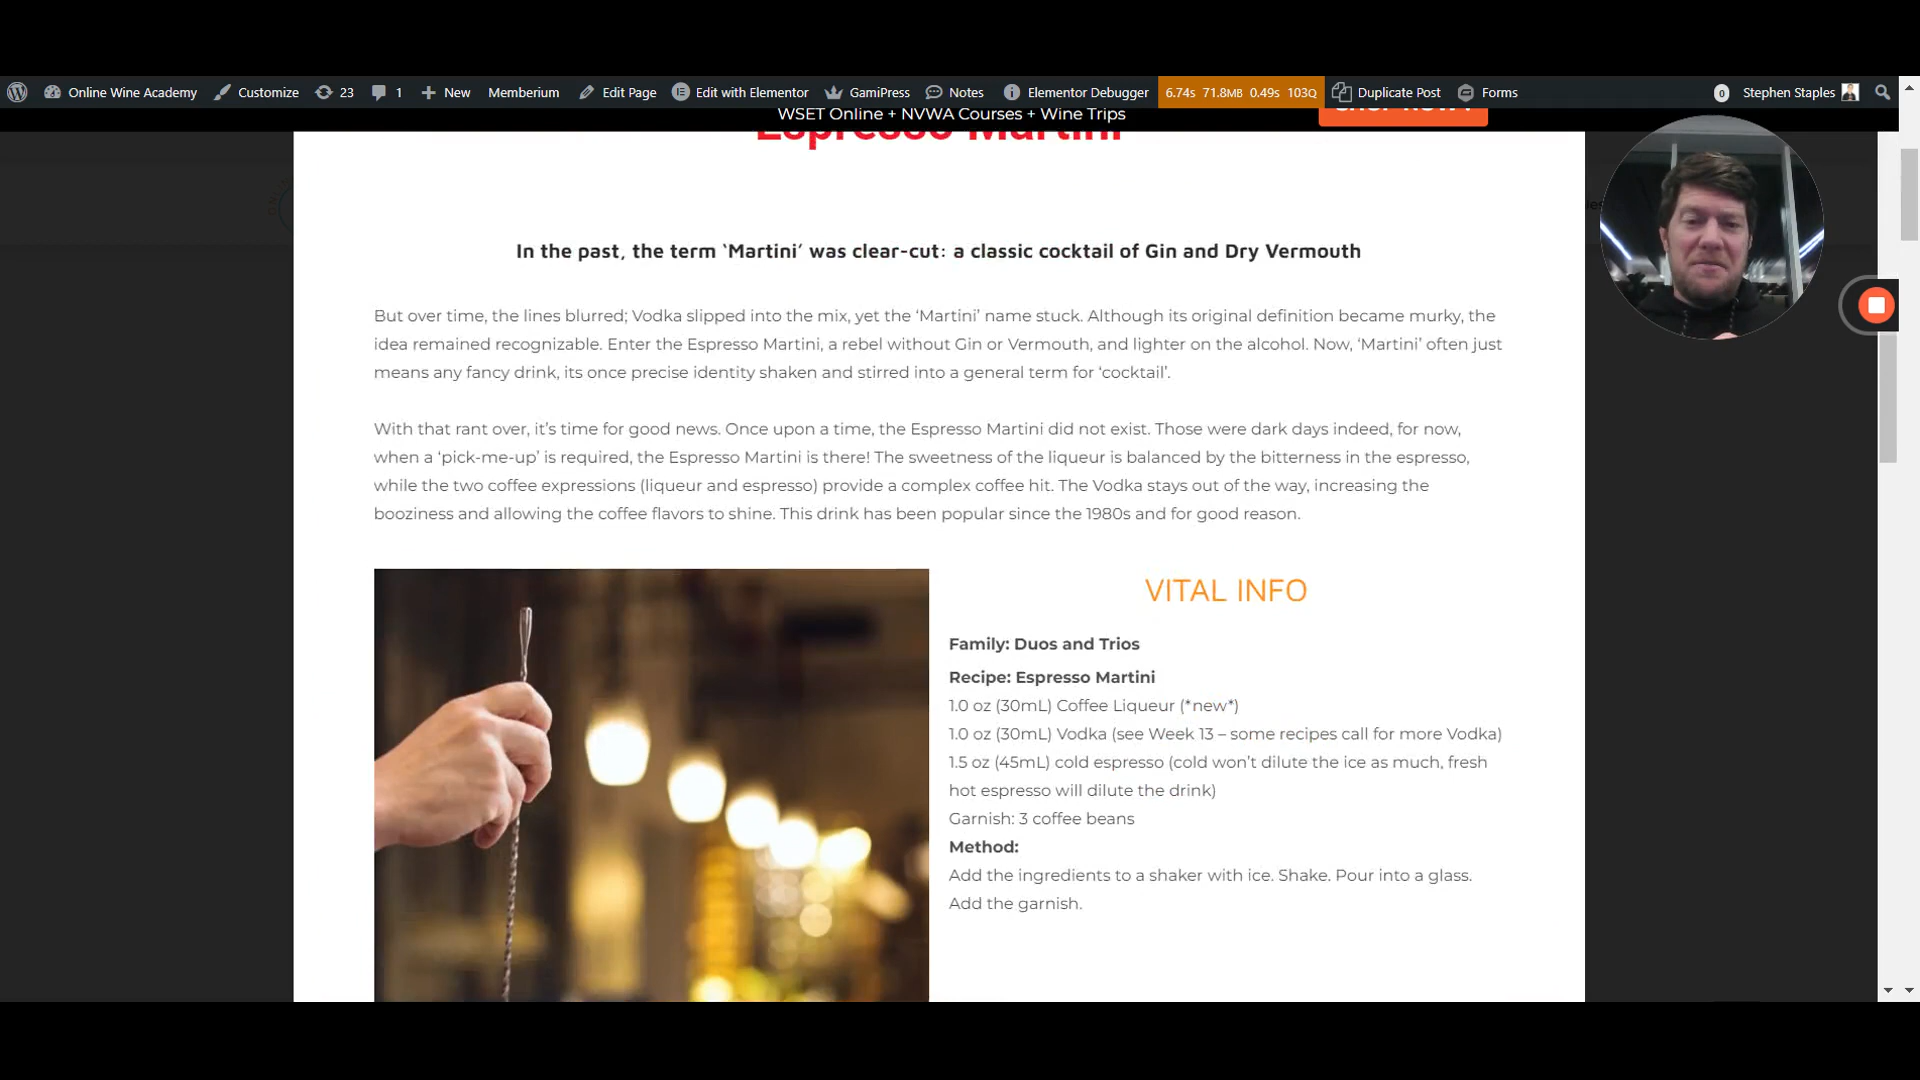 Online Wine Academy Customize 23 1 New Memberium Edit Page Edit with Elementor GamiPress Notes Elementor Debugger 6.74s 71.8MB 0.49s 103Q Duplicate Post Forms 0 Stephen Staples
WSET Online + NVWA Courses + Wine Trips
Espresso Martini
In the past, the term ‘Martini’ was clear-cut: a classic cocktail of Gin and Dry Vermouth
But over time, the lines blurred; Vodka slipped into the mix, yet the ‘Martini’ name stuck. Although its original definition became murky, the
idea remained recognizable. Enter the Espresso Martini, a rebel without Gin or Vermouth, and lighter on the alcohol. Now, ‘Martini’ often just
means any fancy drink, its once precise identity shaken and stirred into a general term for ‘cocktail’.
With that rant over, it’s time for good news. Once upon a time, the Espresso Martini did not exist. Those were dark days indeed, for now,
when a ‘pick-me-up’ is required, the Espresso Martini is there! The sweetness of the liqueur is balanced by the bitterness in the espresso,
while the two coffee expressions (liqueur and espresso) provide a complex coffee hit. The Vodka stays out of the way, increasing the
booziness and allowing the coffee flavors to shine. This drink has been popular since the 1980s and for good reason.
VITAL INFO
Family: Duos and Trios
Recipe: Espresso Martini
1.0 oz (30mL) Coffee Liqueur (*new*)
1.0 oz (30mL) Vodka (see Week 13 – some recipes call for more Vodka)
1.5 oz (45mL) cold espresso (cold won’t dilute the ice as much, fresh
hot espresso will dilute the drink)
Garnish: 3 coffee beans
Method:
Add the ingredients to a shaker with ice. Shake. Pour into a glass.
Add the garnish.